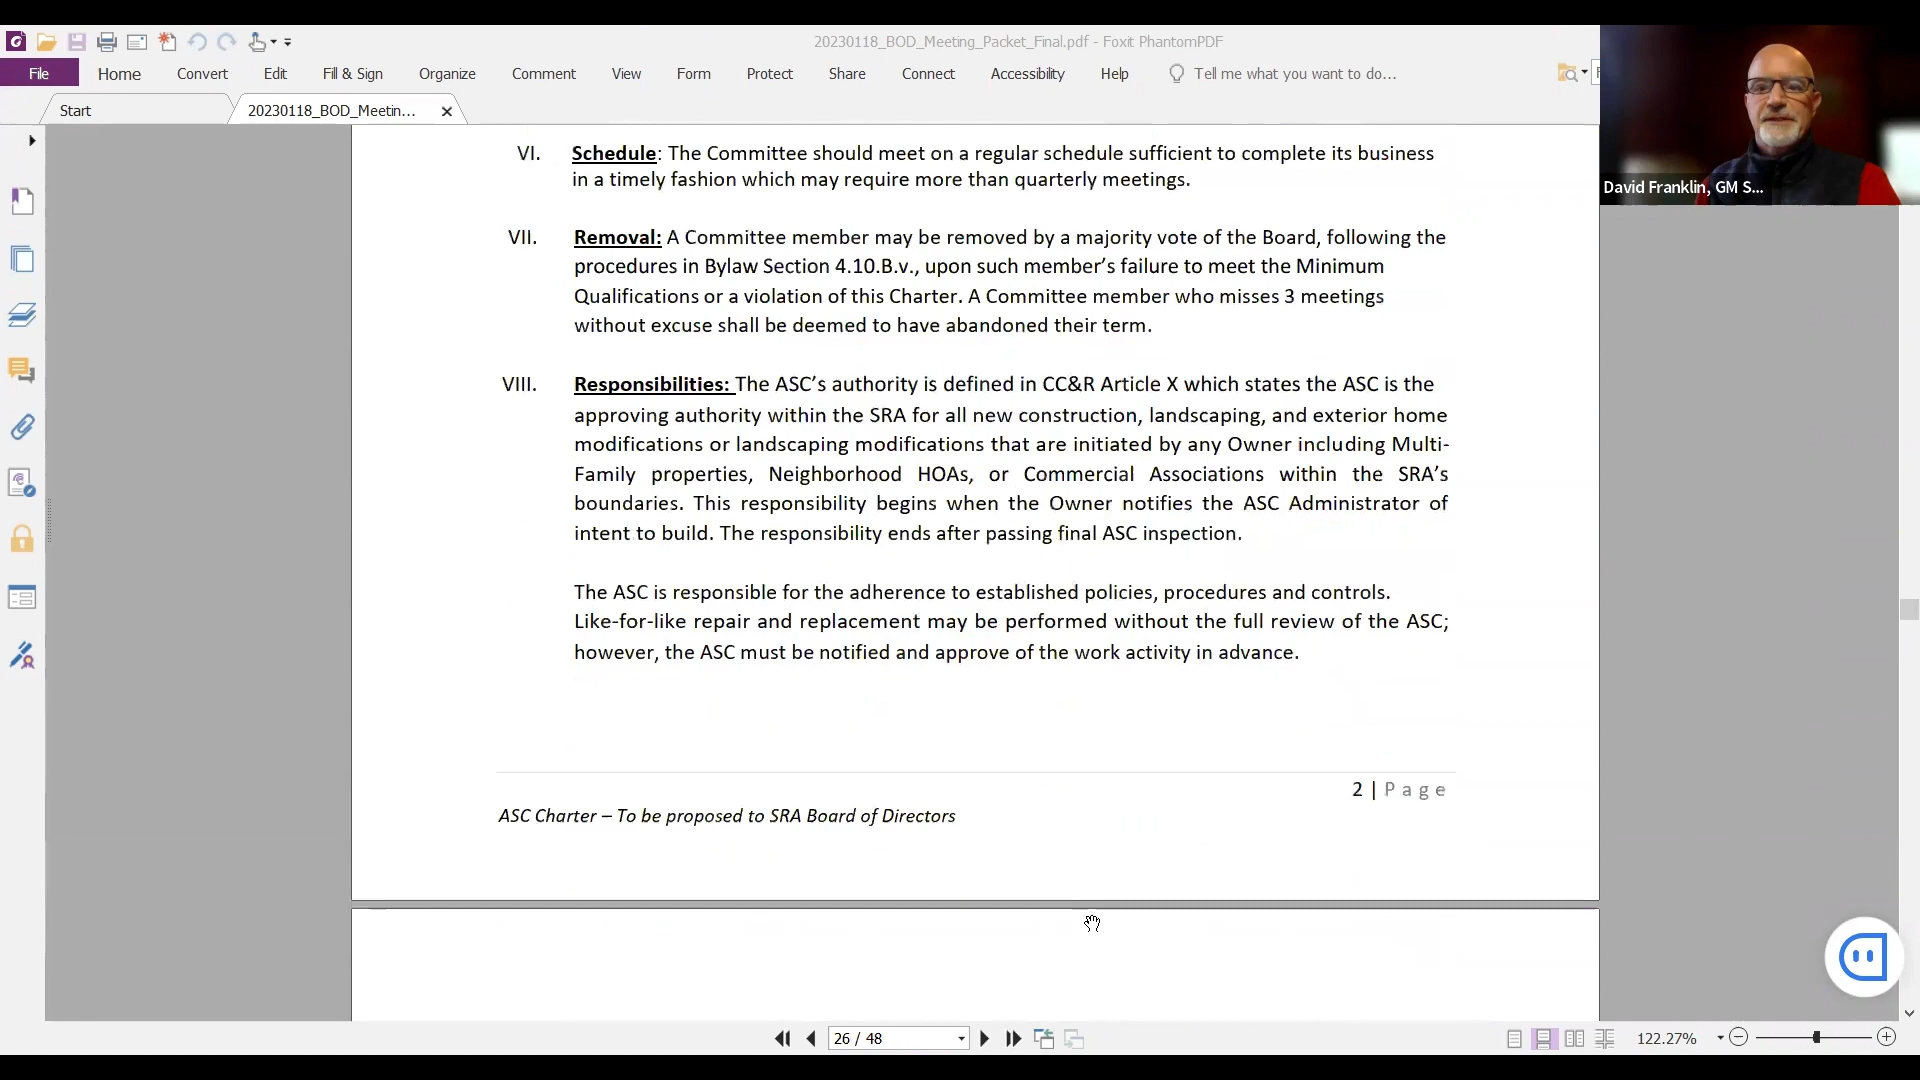 20230118_BOD_Meeting_Packet_Final.pdf - Foxit PhantomPDF
File Home Convert Edit Fill & Sign Organize Comment View Form Protect Share Connect Accessibility Help Tell me what you want to do...
Start 20230118_BOD_Meetin...
David Franklin, GM S...
VI. Schedule: The Committee should meet on a regular schedule sufficient to complete its business
in a timely fashion which may require more than quarterly meetings.
VII. Removal: A Committee member may be removed by a majority vote of the Board, following the
procedures in Bylaw Section 4.10.B.v., upon such member’s failure to meet the Minimum
Qualifications or a violation of this Charter. A Committee member who misses 3 meetings
without excuse shall be deemed to have abandoned their term.
VIII. Responsibilities: The ASC’s authority is defined in CC&R Article X which states the ASC is the
approving authority within the SRA for all new construction, landscaping, and exterior home
modifications or landscaping modifications that are initiated by any Owner including Multi-
Family properties, Neighborhood HOAs, or Commercial Associations within the SRA’s
boundaries. This responsibility begins when the Owner notifies the ASC Administrator of
intent to build. The responsibility ends after passing final ASC inspection.
The ASC is responsible for the adherence to established policies, procedures and controls.
Like-for-like repair and replacement may be performed without the full review of the ASC;
however, the ASC must be notified and approve of the work activity in advance.
2 | Page
ASC Charter – To be proposed to SRA Board of Directors
26 / 48
122.27%